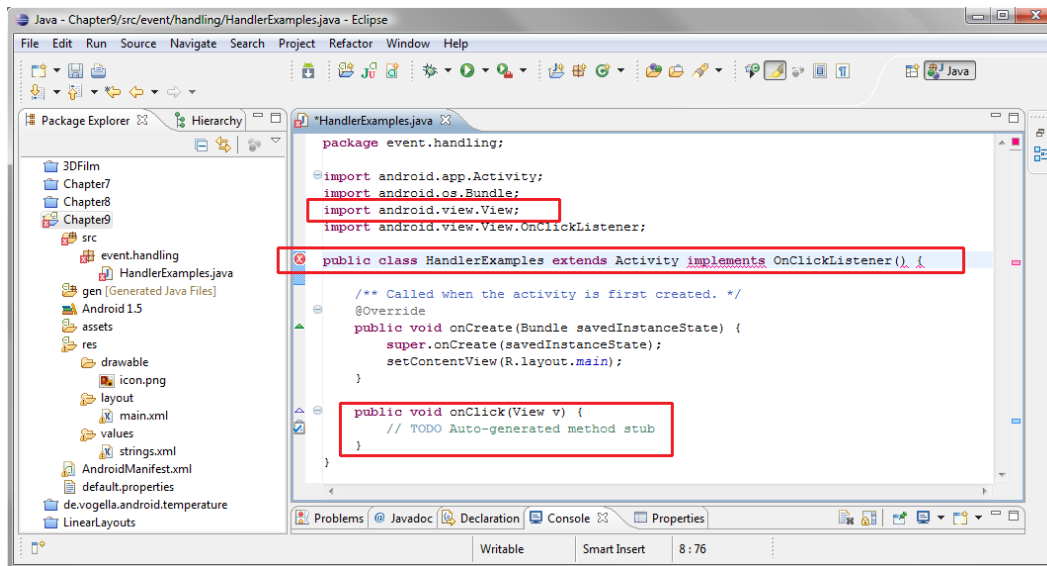 Java - Chapter9/src/event/handling/HandlerExamples.java - Eclipse
File Edit Run Source Navigate Search Project Refactor Window Help
Java
Package Explorer
Hierarchy
*HandlerExamples.java
3DFilm
Chapter7
Chapter8
Chapter9
src
event.handling
HandlerExamples.java
gen [Generated Java Files]
Android 1.5
assets
res
drawable
icon.png
layout
main.xml
values
strings.xml
AndroidManifest.xml
default.properties
de.vogella.android.temperature
LinearLayouts
package event.handling;
import android.app.Activity;
import android.os.Bundle;
import android.view.View;
import android.view.View.OnClickListener;
public class HandlerExamples extends Activity implements OnClickListener() {
/** Called when the activity is first created. */
@Override
public void onCreate(Bundle savedInstanceState) {
super.onCreate(savedInstanceState);
setContentView(R.layout.main);
}
public void onClick(View v) {
// TODO Auto-generated method stub
}
}
Problems @ Javadoc Declaration Console Properties
Writable Smart Insert 8 : 76